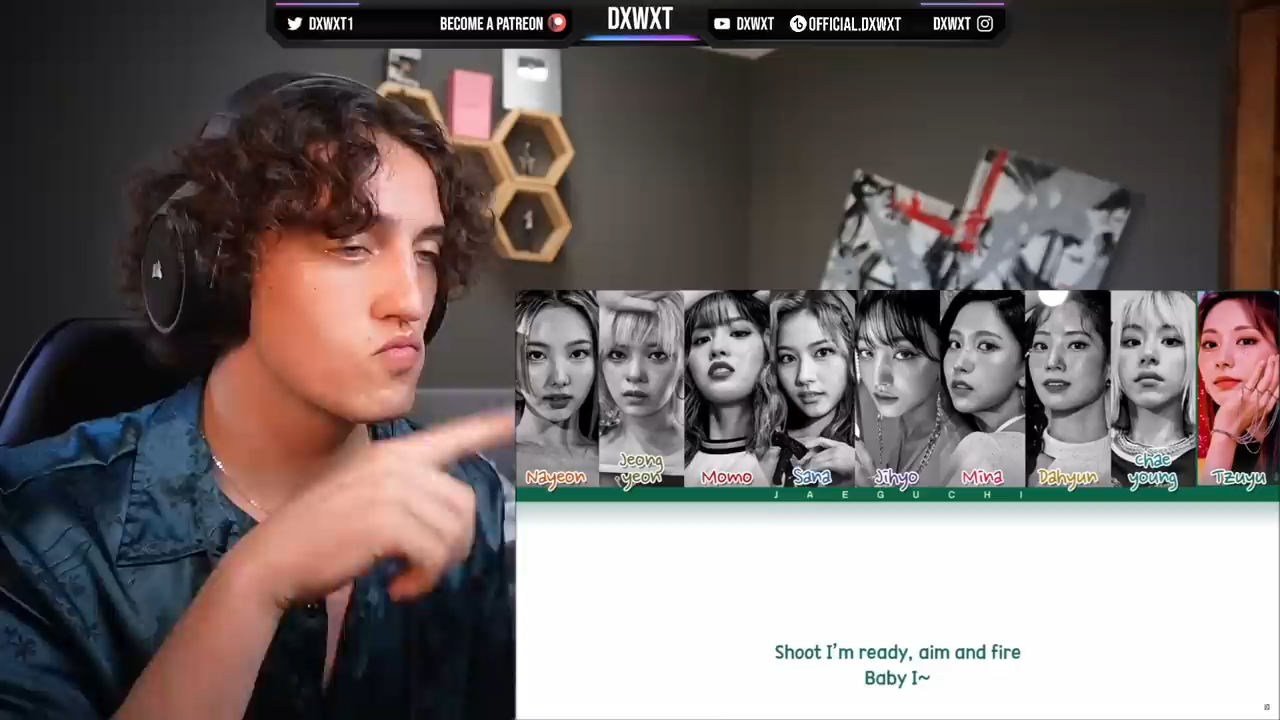 DXWXT1
BECOME A PATREON
DXWXT
DXWXT
OFFICIAL.DXWXT
DXWXT
Nayeon
Jeong
yeon
Momo
Sana
Jihyo
Mina
Dahyun
chae
young
Tzuyu
JAEGUCHI
Shoot I'm ready, aim and fire
Baby I~